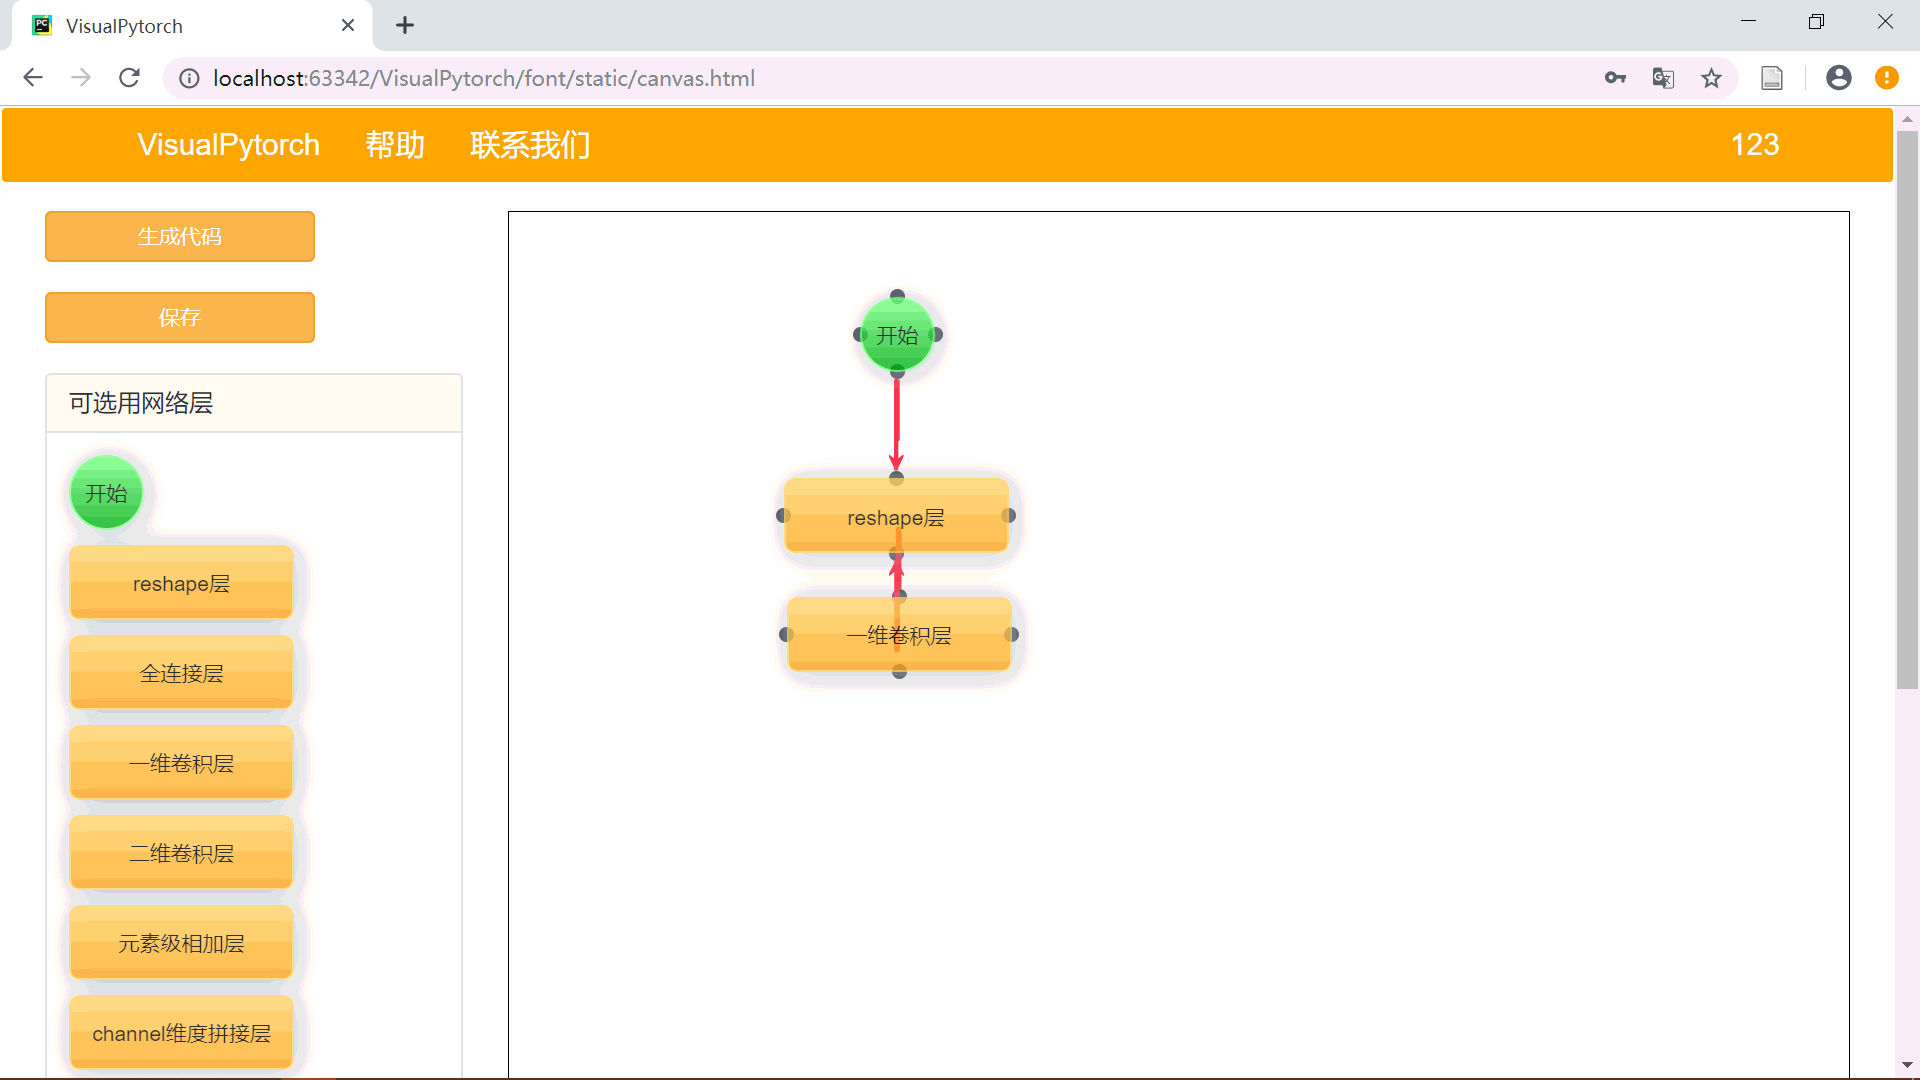 VisualPytorch
localhost:63342/VisualPytorch/font/static/canvas.html
VisualPytorch 帮助 联系我们 123
生成代码
保存
可选用网络层
开始
reshape层
全连接层
一维卷积层
二维卷积层
元素级相加层
channel维度拼接层
开始
reshape层
一维卷积层